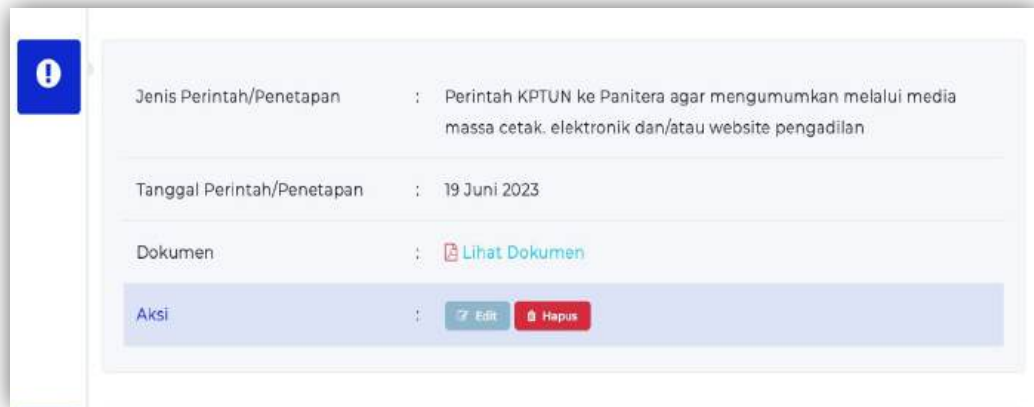 Jenis Perintah/Penetapan : Perintah KPTUN ke Panitera agar mengumumkan melalui media
massa cetak. elektronik dan/atau website pengadilan
Tanggal Perintah/Penetapan : 19 Juni 2023
Dokumen : Lihat Dokumen
Aksi : Edit Hapus